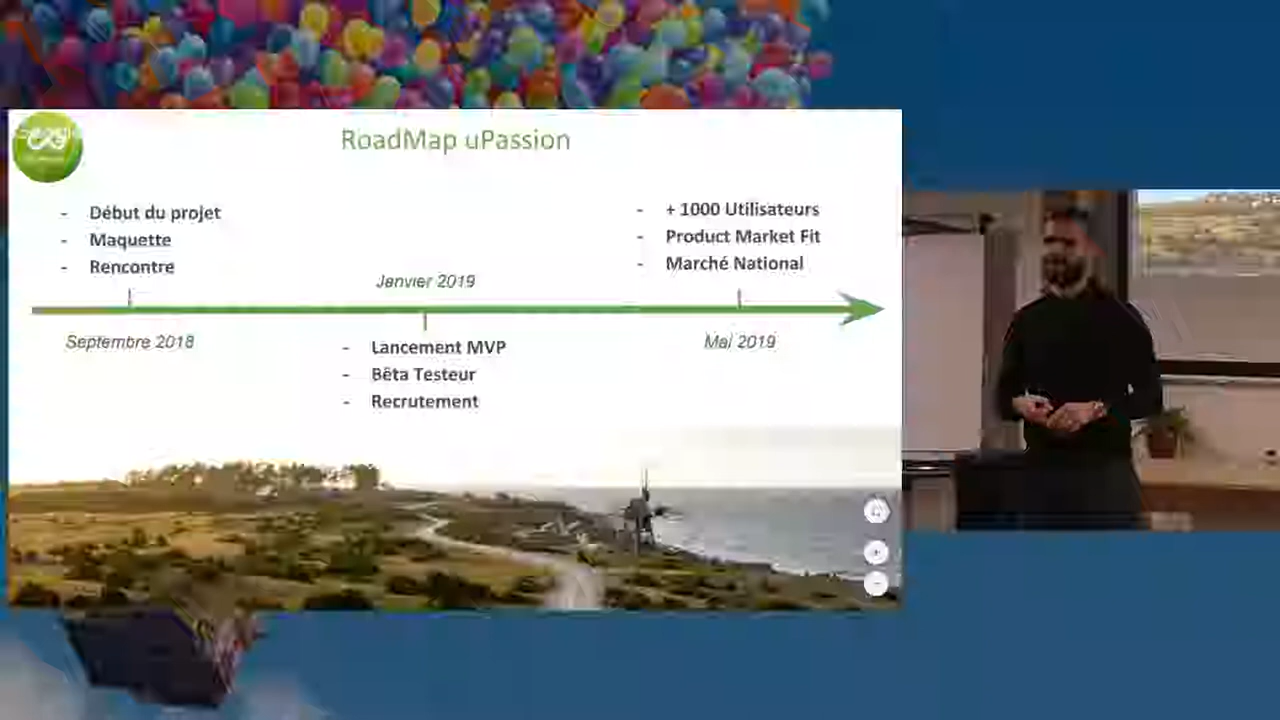 RoadMap uPassion
- Début du projet
- Maquette
- Rencontre
Septembre 2018
Janvier 2019
- Lancement MVP
- Bêta Testeur
- Recrutement
- + 1000 Utilisateurs
- Product Market Fit
- Marché National
Mai 2019